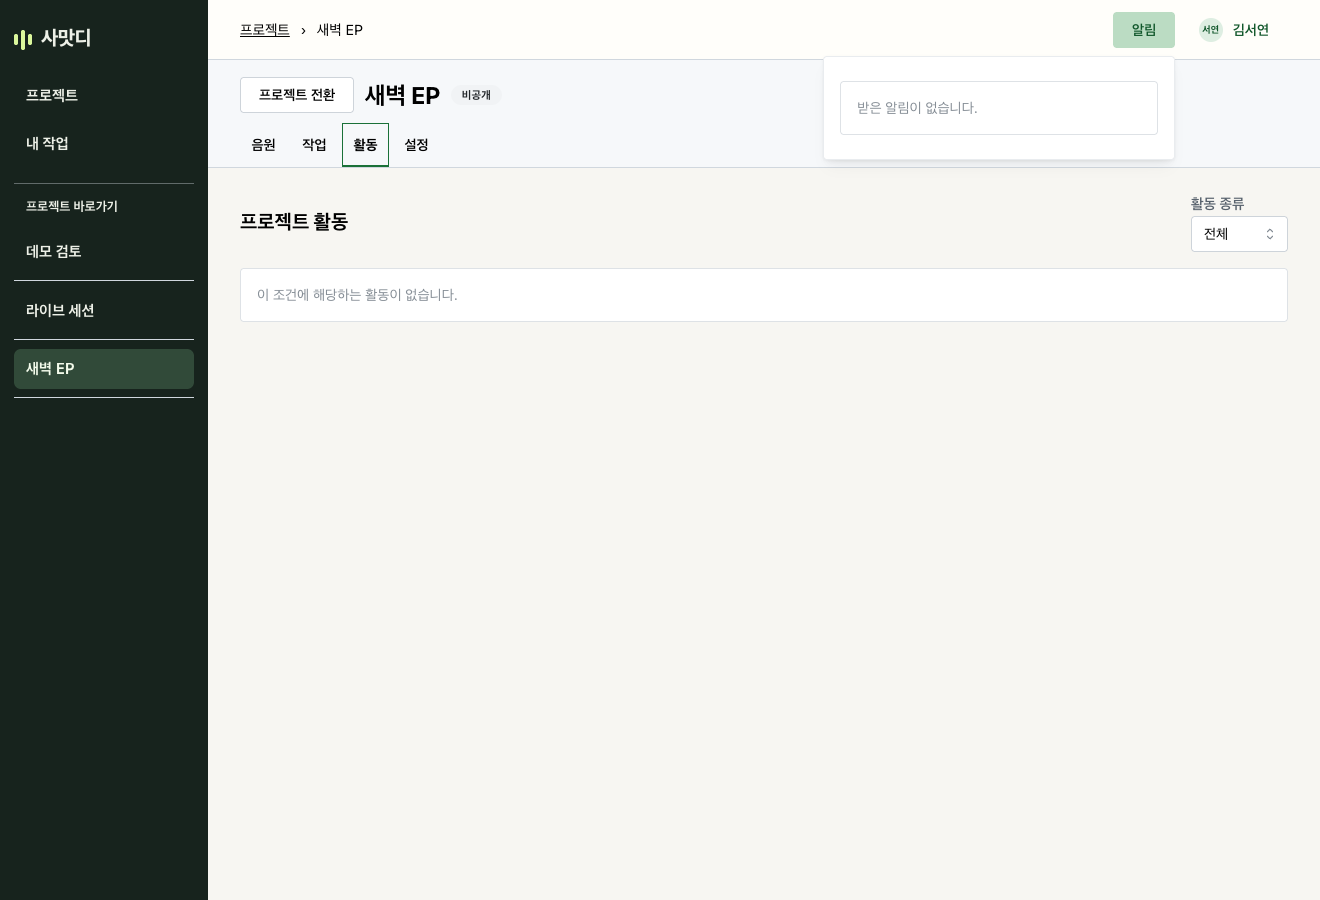 사맛디
프로젝트
내 작업
프로젝트 바로가기
데모 검토
라이브 세션
새벽 EP
프로젝트 › 새벽 EP
알림
서연 김서연
받은 알림이 없습니다.
프로젝트 전환 새벽 EP 비공개
음원 작업 활동 설정
프로젝트 활동
활동 종류
전체
이 조건에 해당하는 활동이 없습니다.